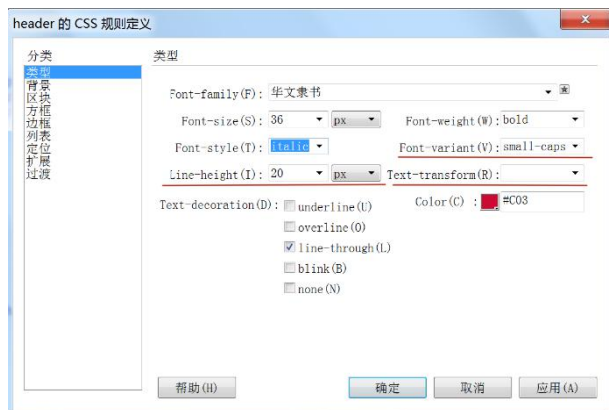 header 的 CSS 规则定义
分类
类型
背景
区块
方框
边框
列表
定位
扩展
过渡
类型
Font-family(F): 华文隶书
Font-size(S): 36 px Font-weight(W): bold
Font-style(T): italic Font-variant(V): small-caps
Line-height(I): 20 px Text-transform(R):
Text-decoration(D): underline(U) Color(C) : #C03
overline(O)
line-through(L)
blink(B)
none(N)
帮助(H) 确定 取消 应用(A)